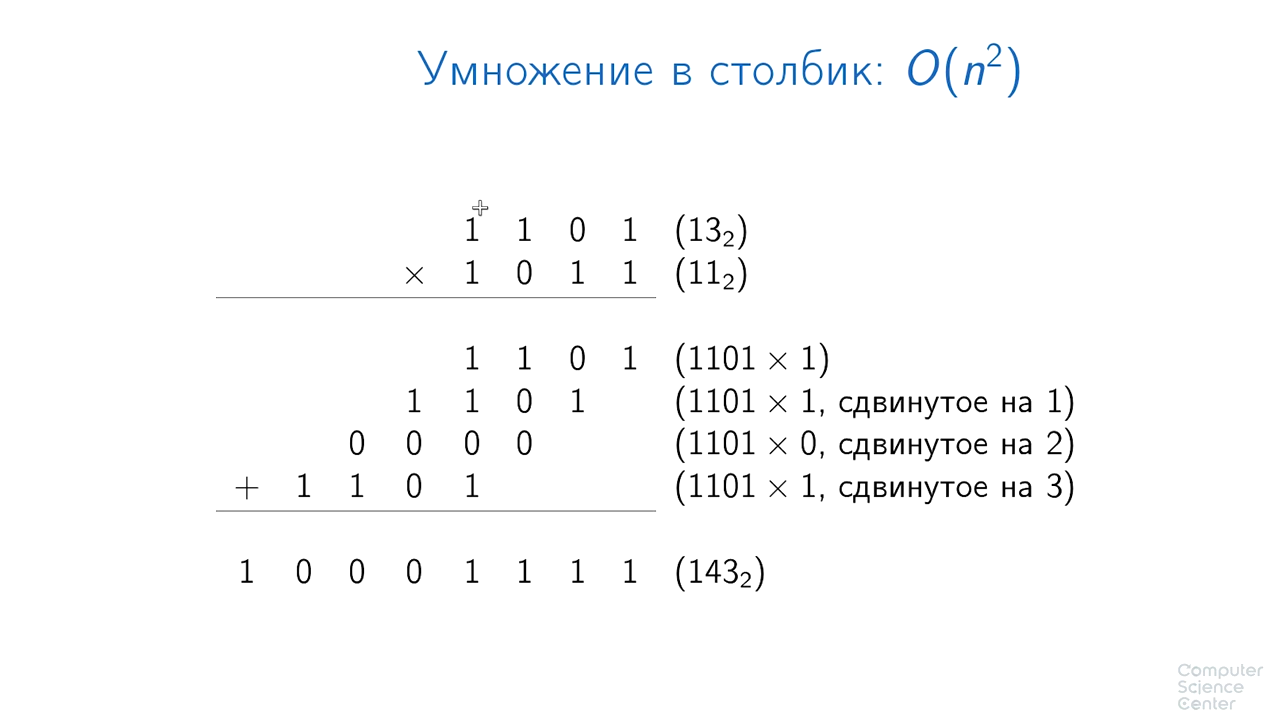 Умножение в столбик: O(n²)
1 1 0 1 (13₂)
× 1 0 1 1 (11₂)
1 1 0 1 (1101 × 1)
1 1 0 1 (1101 × 1, сдвинутое на 1)
0 0 0 0 (1101 × 0, сдвинутое на 2)
+ 1 1 0 1 (1101 × 1, сдвинутое на 3)
1 0 0 0 1 1 1 1 (143₂)
Computer
Science
Center